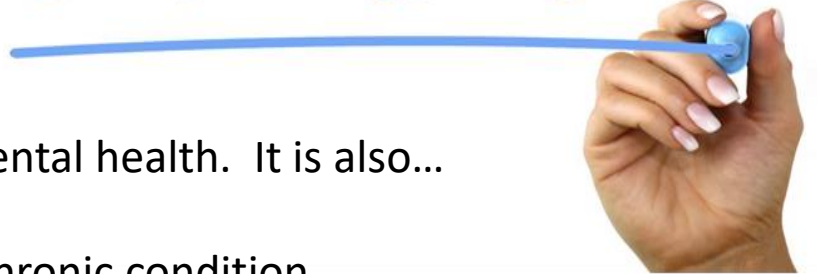 ental health. It is also…
hronic condition